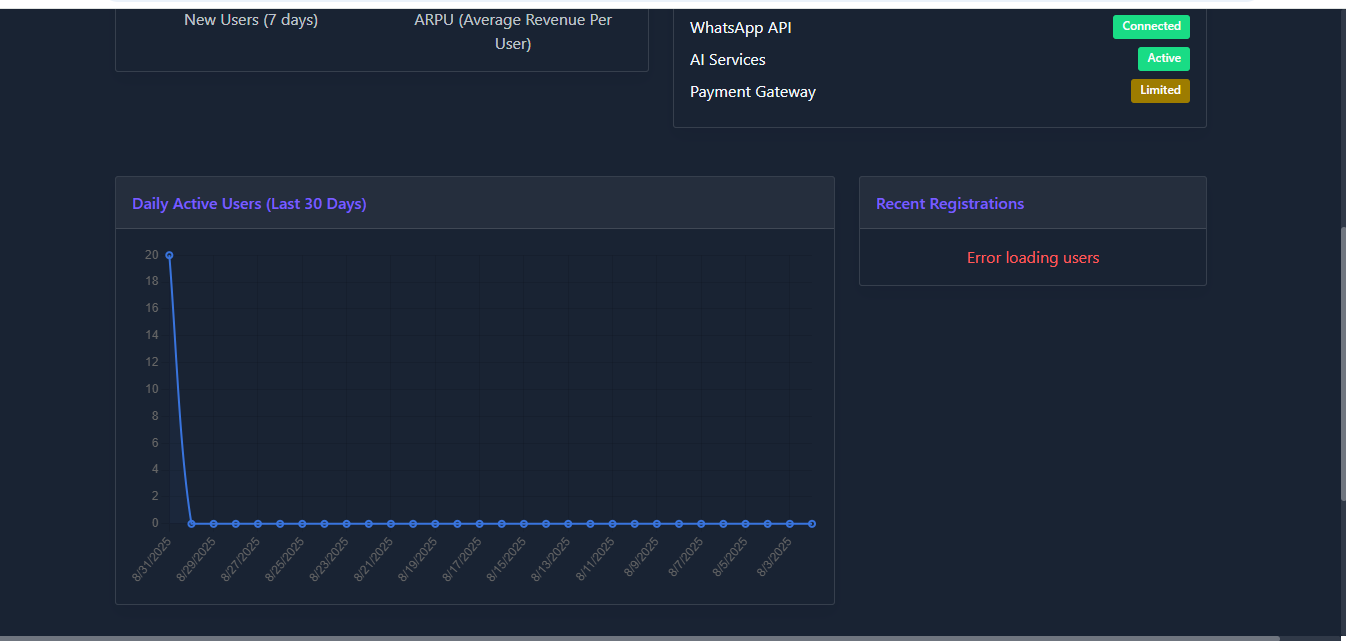 New Users (7 days)
ARPU (Average Revenue Per
User)
WhatsApp API
Connected
AI Services
Active
Payment Gateway
Limited
Daily Active Users (Last 30 Days)
20
18
16
14
12
10
8
6
4
2
0
8/31/2025
8/29/2025
8/27/2025
8/25/2025
8/23/2025
8/21/2025
8/19/2025
8/17/2025
8/15/2025
8/13/2025
8/11/2025
8/9/2025
8/7/2025
8/5/2025
8/3/2025
Recent Registrations
Error loading users